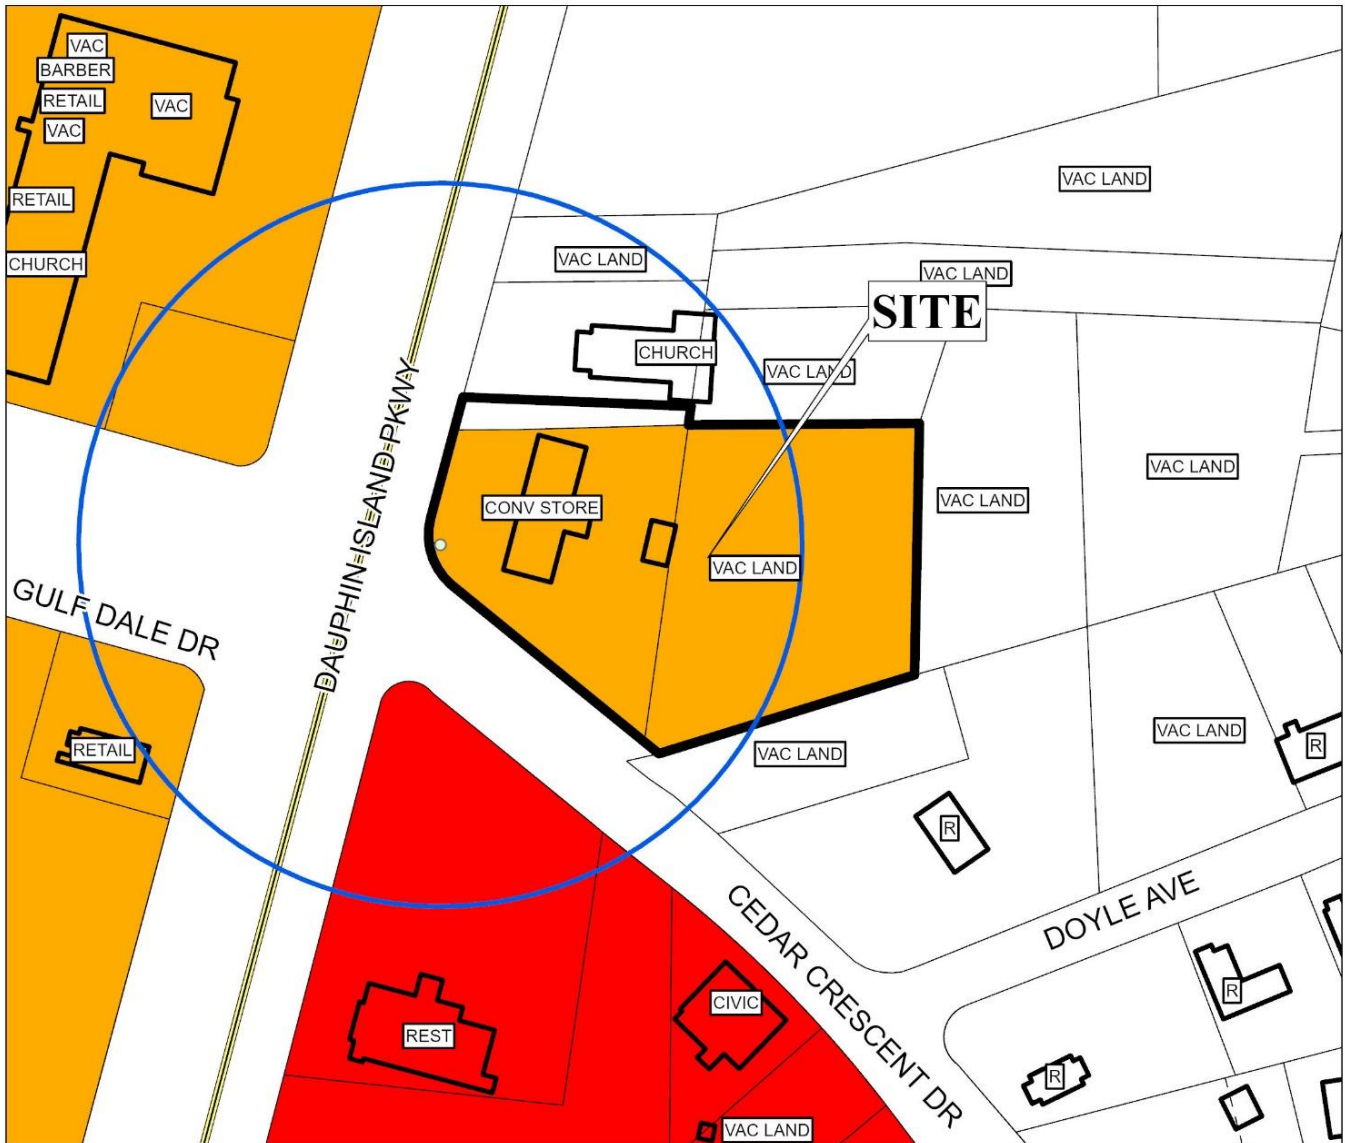 VAC
BARBER
RETAIL
VAC
VAC
RETAIL
CHURCH
VAC LAND
VAC LAND
VAC LAND
SITE
CHURCH
VAC LAND
DAUPHIN ISLAND PKWY
CONV STORE
VAC LAND
VAC LAND
VAC LAND
GULF DALE DR
RETAIL
VAC LAND
VAC LAND
R
R
CEDAR CRESCENT DR
DOYLE AVE
CIVIC
R
REST
R
VAC LAND